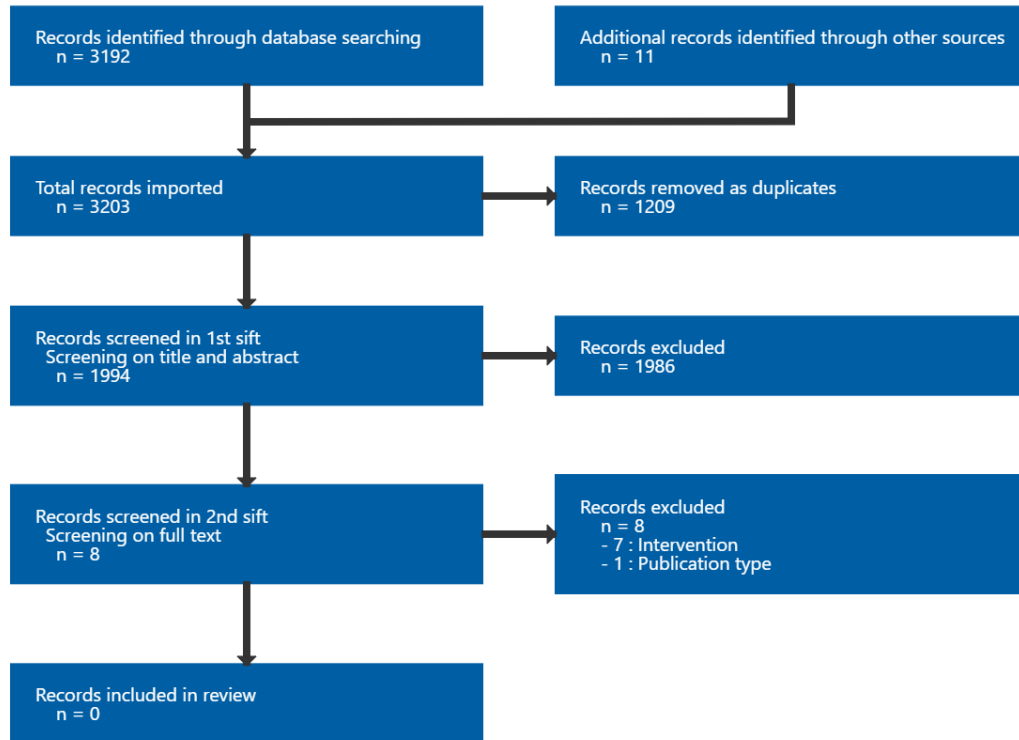 Records identified through database searching
n = 3192
Additional records identified through other sources
n = 11
Total records imported
n = 3203
Records removed as duplicates
n = 1209
Records screened in 1st sift
Screening on title and abstract
n = 1994
Records excluded
n = 1986
Records screened in 2nd sift
Screening on full text
n = 8
Records excluded
n = 8
- 7 : Intervention
- 1 : Publication type
Records included in review
n = 0